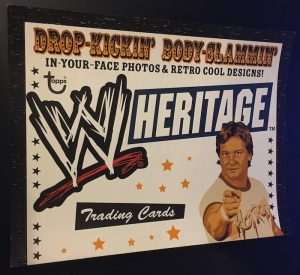 DROP-KICKIN' BODY-SLAMMIN'
IN-YOUR-FACE PHOTOS & RETRO COOL DESIGNS!
topps
W HERITAGE TM
Trading Cards